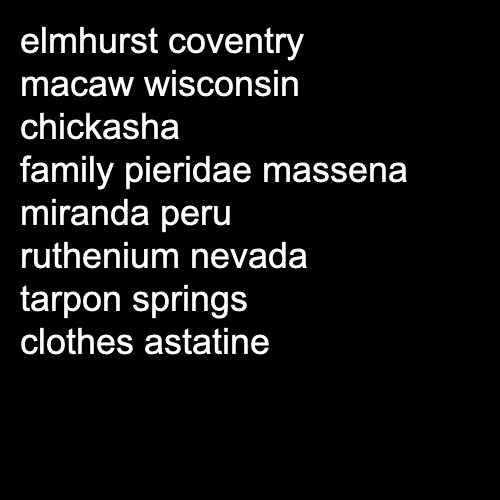 elmhurst coventry
macaw wisconsin
chickasha
family pieridae massena
miranda peru
ruthenium nevada
tarpon springs
clothes astatine